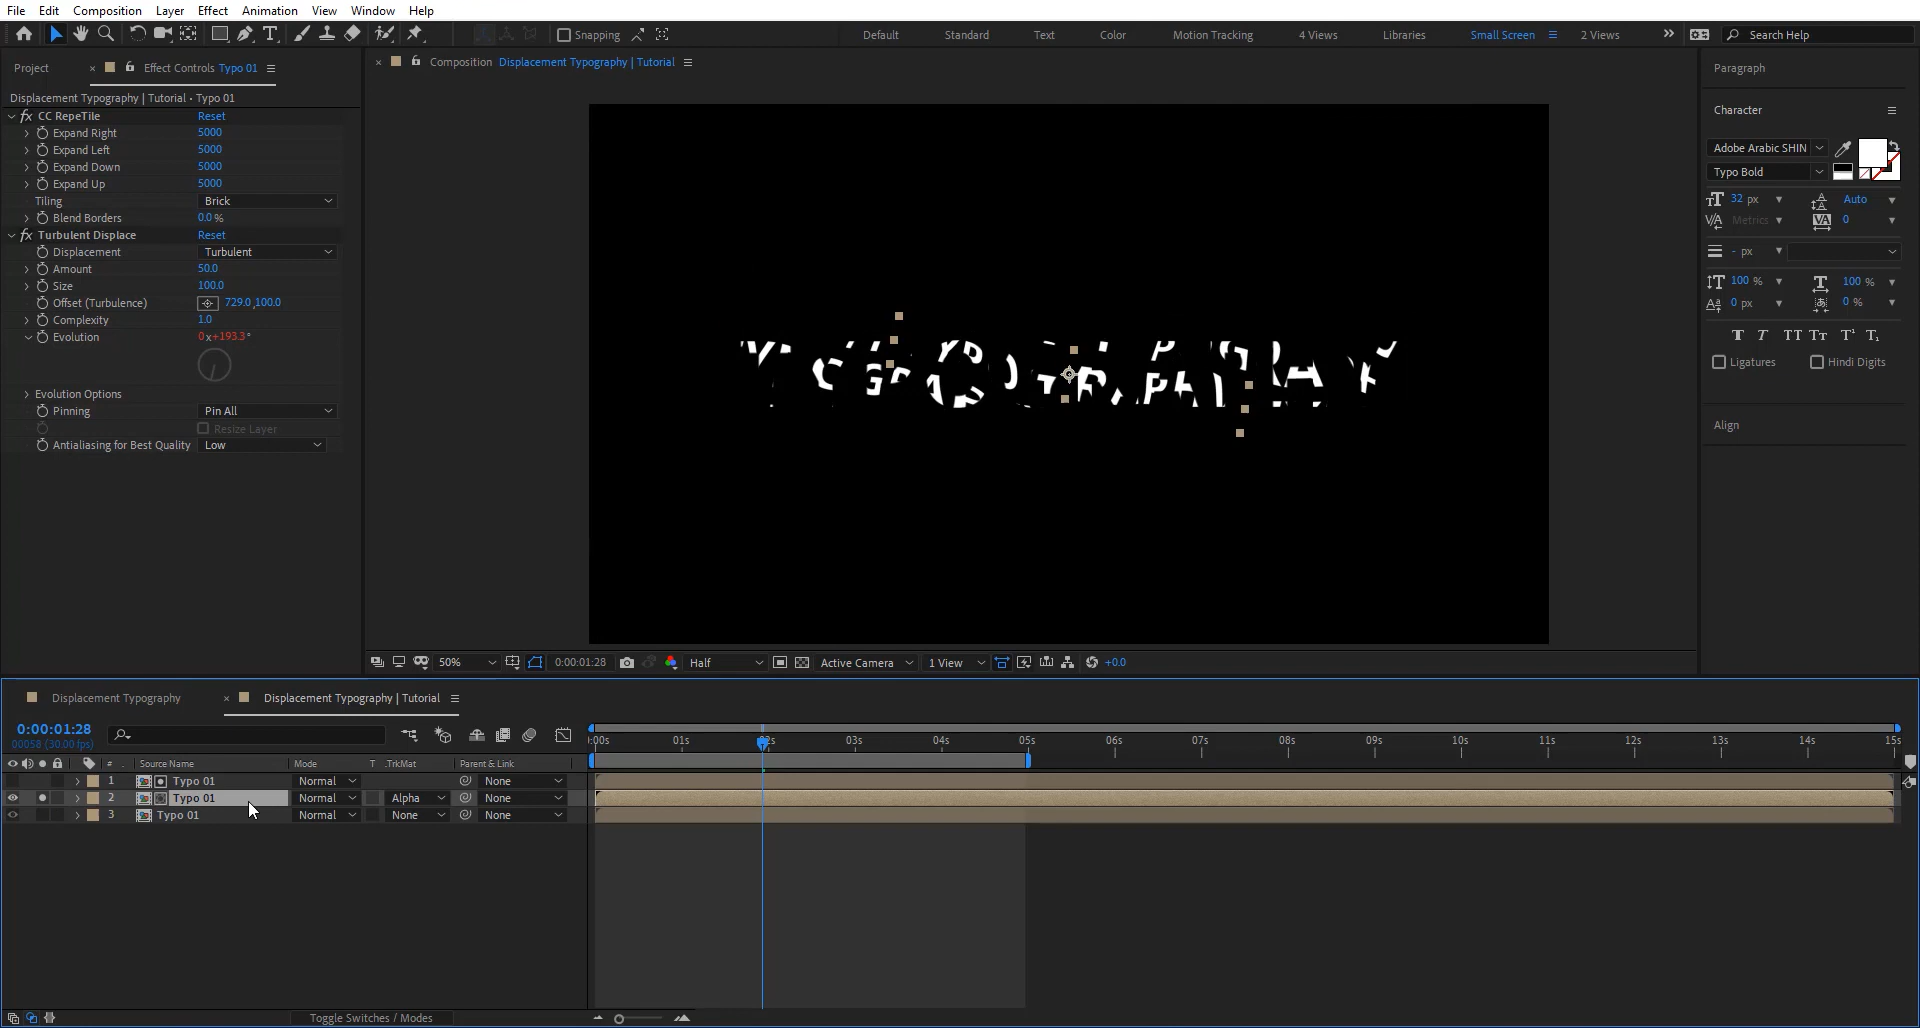 File Edit Composition Layer Effect Animation View Window Help
Snapping Default Standard Text Color Motion Tracking 4 Views Libraries Small Screen 2 Views Search Help
Project Effect Controls Typo 01
Composition Displacement Typography | Tutorial
Paragraph
Displacement Typography | Tutorial • Typo 01
Character
fx CC RepeTile Reset
Expand Right 5000
Expand Left 5000
Expand Down 5000
Expand Up 5000
Tiling Brick
Blend Borders 0.0 %
fx Turbulent Displace Reset
Displacement Turbulent
Amount 50.0
Size 100.0
Offset (Turbulence) 729.0,100.0
Complexity 1.0
Evolution 0x+193.3°
Evolution Options
Pinning Pin All
Resize Layer
Antialiasing for Best Quality Low
Adobe Arabic SHIN
Typo Bold
32 px Auto
Metrics 0
- px
100 % 100 %
0 px 0 %
Ligatures Hindi Digits
Align
50% 0:00:01:28 Half Active Camera 1 View +0.0
Displacement Typography Displacement Typography | Tutorial
0:00:01:28
00058 (30.00 fps)
:00s 01s 02s 03s 04s 05s 06s 07s 08s 09s 10s 11s 12s 13s 14s 15s
# Source Name Mode T .TrkMat Parent & Link
1 Typo 01 Normal None
2 Typo 01 Normal Alpha None
3 Typo 01 Normal None None
Toggle Switches / Modes